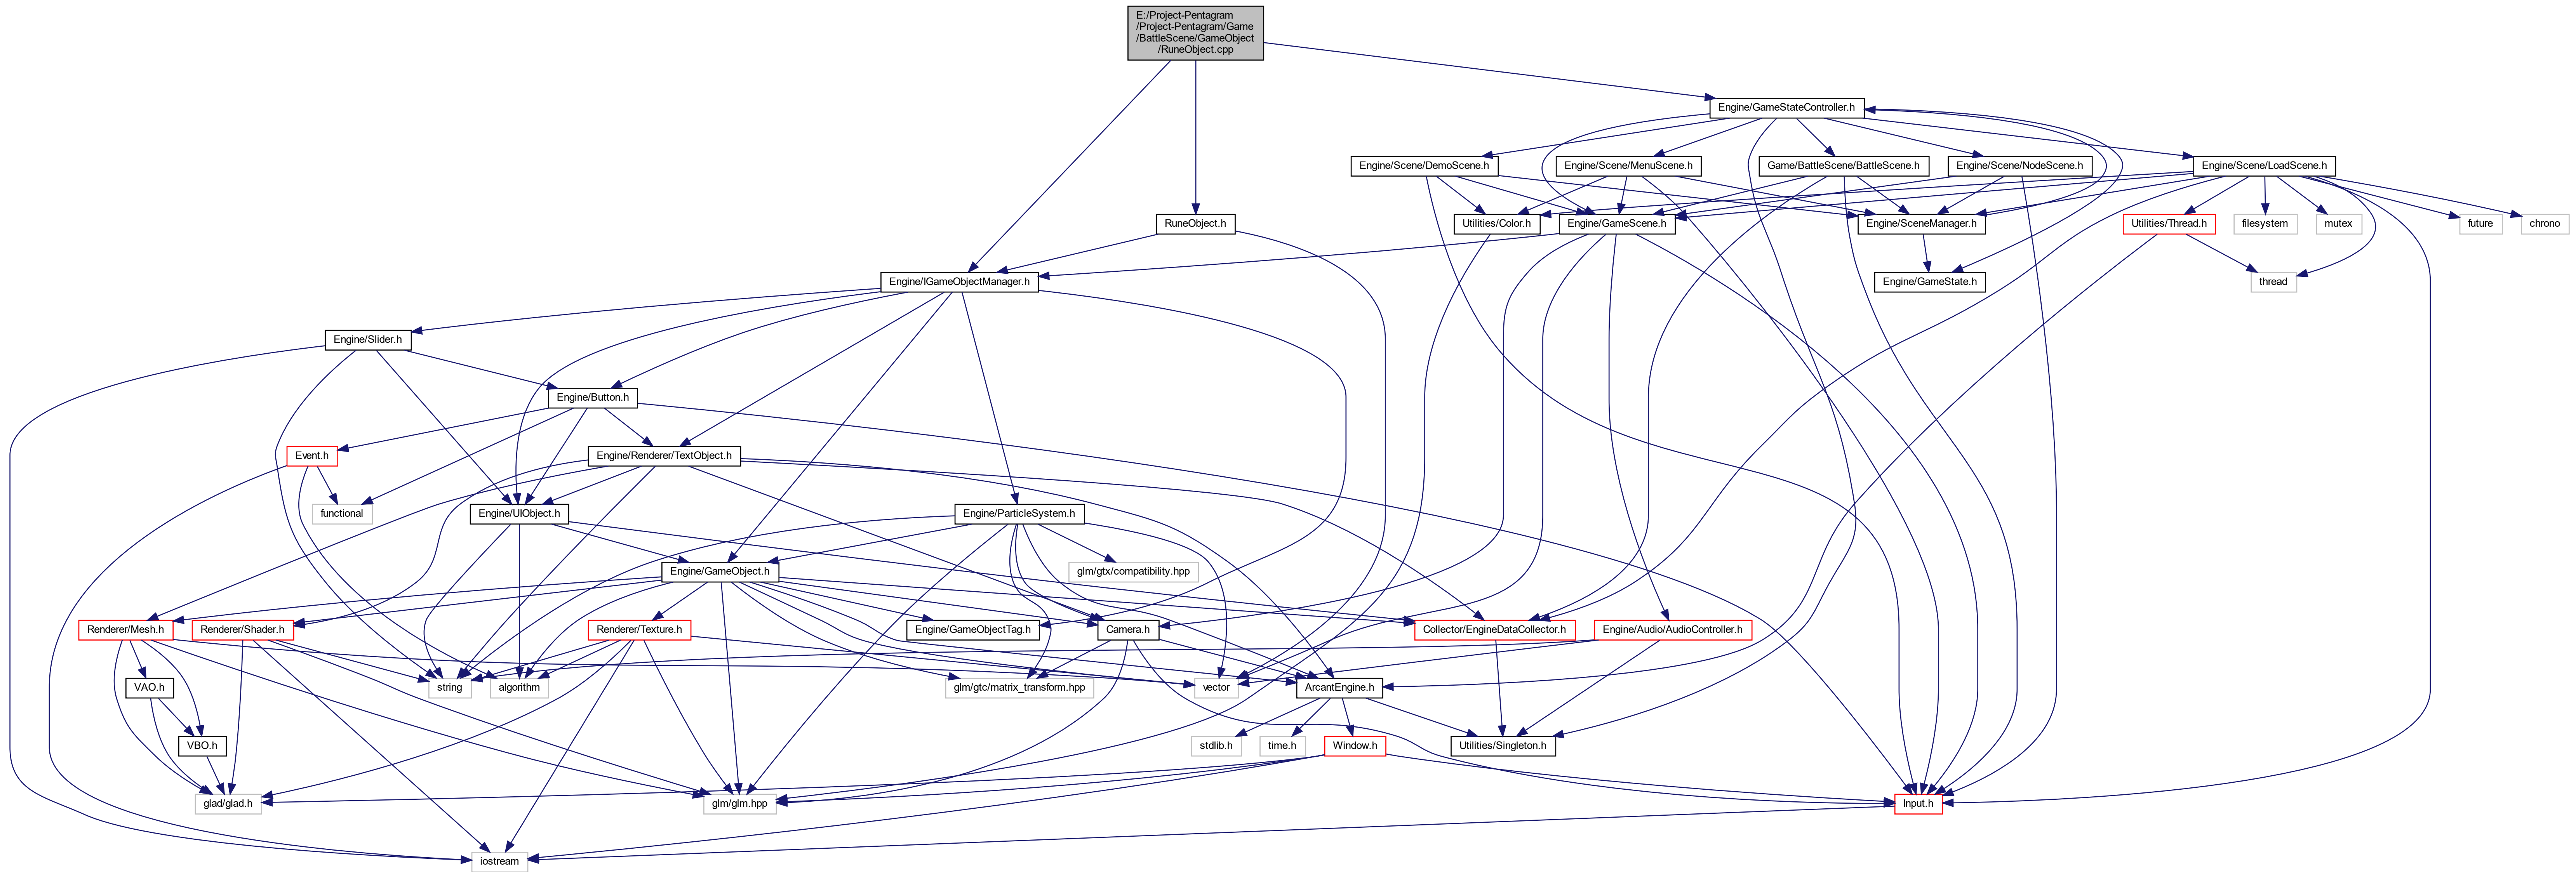 E:/Project-Pentagram
/Project-Pentagram/Game
/BattleScene/GameObject
/RuneObject.cpp
Engine/GameStateController.h
Engine/Scene/DemoScene.h
Engine/Scene/MenuScene.h
Game/BattleScene/BattleScene.h
Engine/Scene/NodeScene.h
Engine/Scene/LoadScene.h
RuneObject.h
Utilities/Color.h
Engine/GameScene.h
Engine/SceneManager.h
Utilities/Thread.h
filesystem
mutex
future
chrono
Engine/IGameObjectManager.h
Engine/GameState.h
thread
Engine/Slider.h
Engine/Button.h
Event.h
Engine/Renderer/TextObject.h
functional
Engine/UIObject.h
Engine/ParticleSystem.h
Engine/GameObject.h
glm/gtx/compatibility.hpp
Renderer/Mesh.h
Renderer/Shader.h
Renderer/Texture.h
Engine/GameObjectTag.h
Camera.h
Collector/EngineDataCollector.h
Engine/Audio/AudioController.h
VAO.h
string
algorithm
glm/gtc/matrix_transform.hpp
vector
ArcantEngine.h
VBO.h
stdlib.h
time.h
Window.h
Utilities/Singleton.h
glad/glad.h
glm/glm.hpp
Input.h
iostream